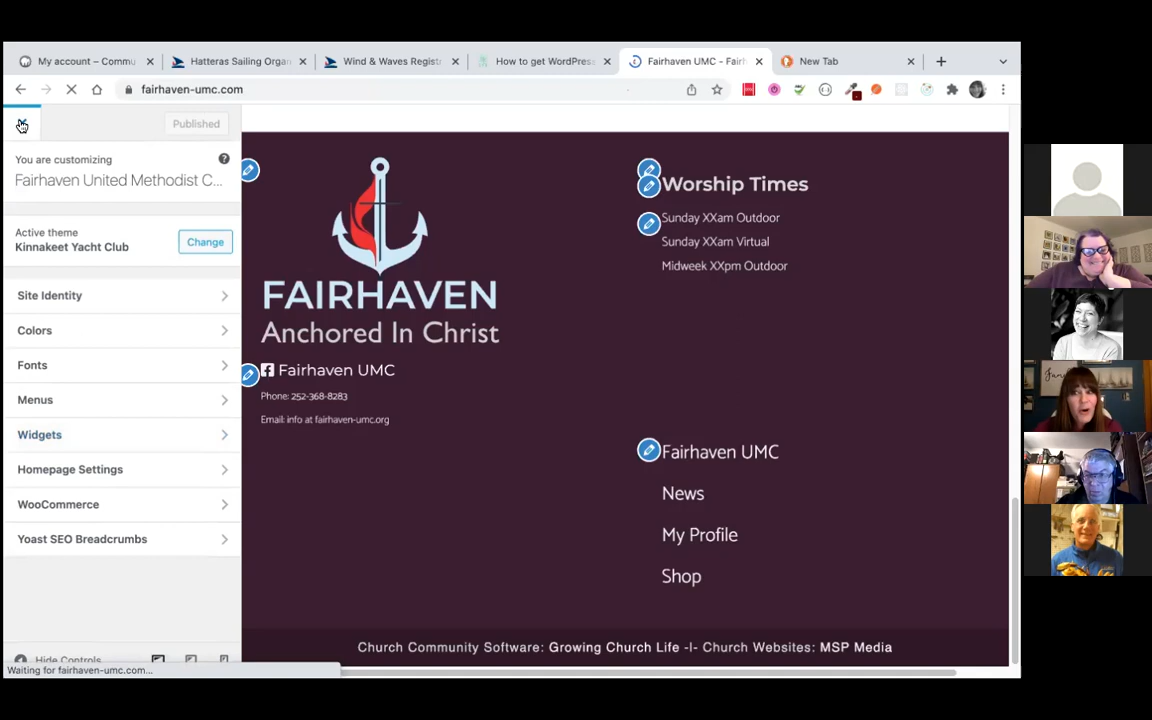 My account – Commu
Hatteras Sailing Organ
Wind & Waves Registr
How to get WordPress
Fairhaven UMC - Fairh
New Tab
fairhaven-umc.com
Published
You are customizing
Fairhaven United Methodist C...
Active theme
Kinnakeet Yacht Club
Change
Site Identity
Colors
Fonts
Menus
Widgets
Homepage Settings
WooCommerce
Yoast SEO Breadcrumbs
Hide Controls
Waiting for fairhaven-umc.com...
FAIRHAVEN
Anchored In Christ
Fairhaven UMC
Phone: 252-368-8283
Email: info at fairhaven-umc.org
Worship Times
Sunday XXam Outdoor
Sunday XXam Virtual
Midweek XXpm Outdoor
Fairhaven UMC
News
My Profile
Shop
Church Community Software: Growing Church Life -|- Church Websites: MSP Media